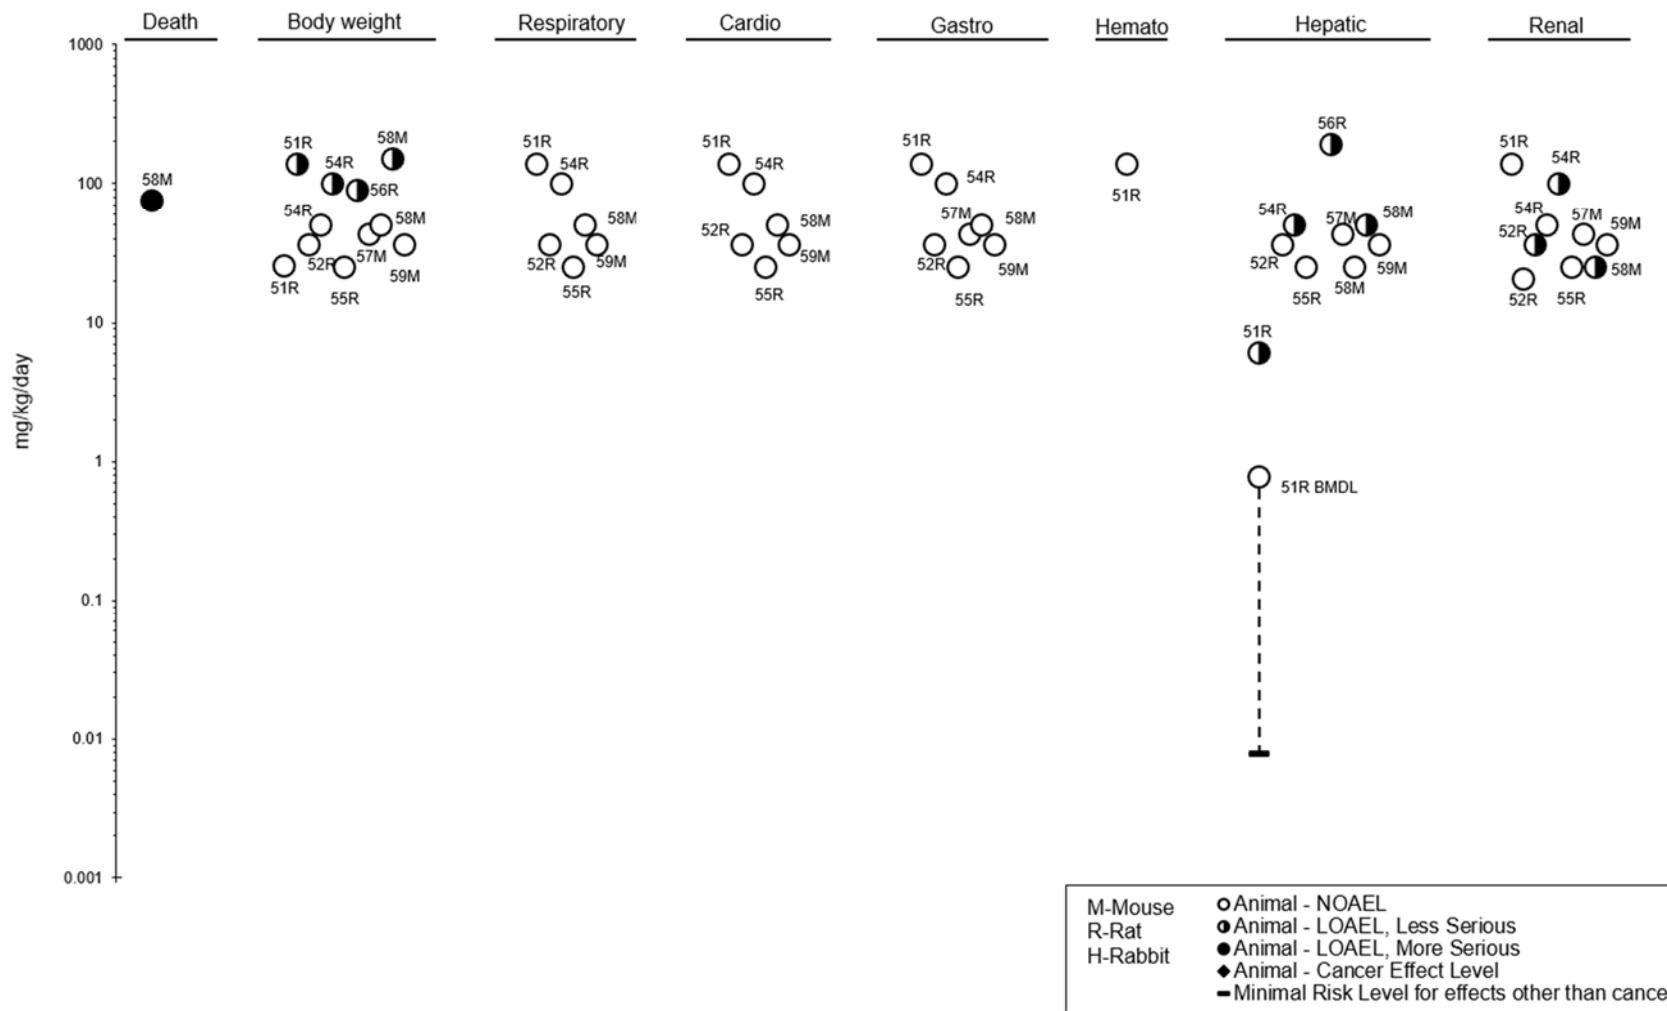 Death Body weight Respiratory Cardio Gastro Hemato Hepatic Renal
1000
100
10
1
0.1
0.01
0.001
mg/kg/day
58M
51R
58M
54R
56R
54R
58M
52R
57M
59M
51R
55R
51R
54R
58M
52R
59M
55R
51R
54R
58M
52R
59M
55R
51R
54R
57M
58M
52R
59M
55R
51R
56R
54R
57M
58M
52R
59M
55R
58M
51R
51R BMDL
51R
54R
54R
57M
59M
52R
58M
52R
55R
M-Mouse
R-Rat
H-Rabbit
Animal - NOAEL
Animal - LOAEL, Less Serious
Animal - LOAEL, More Serious
Animal - Cancer Effect Level
Minimal Risk Level for effects other than cance